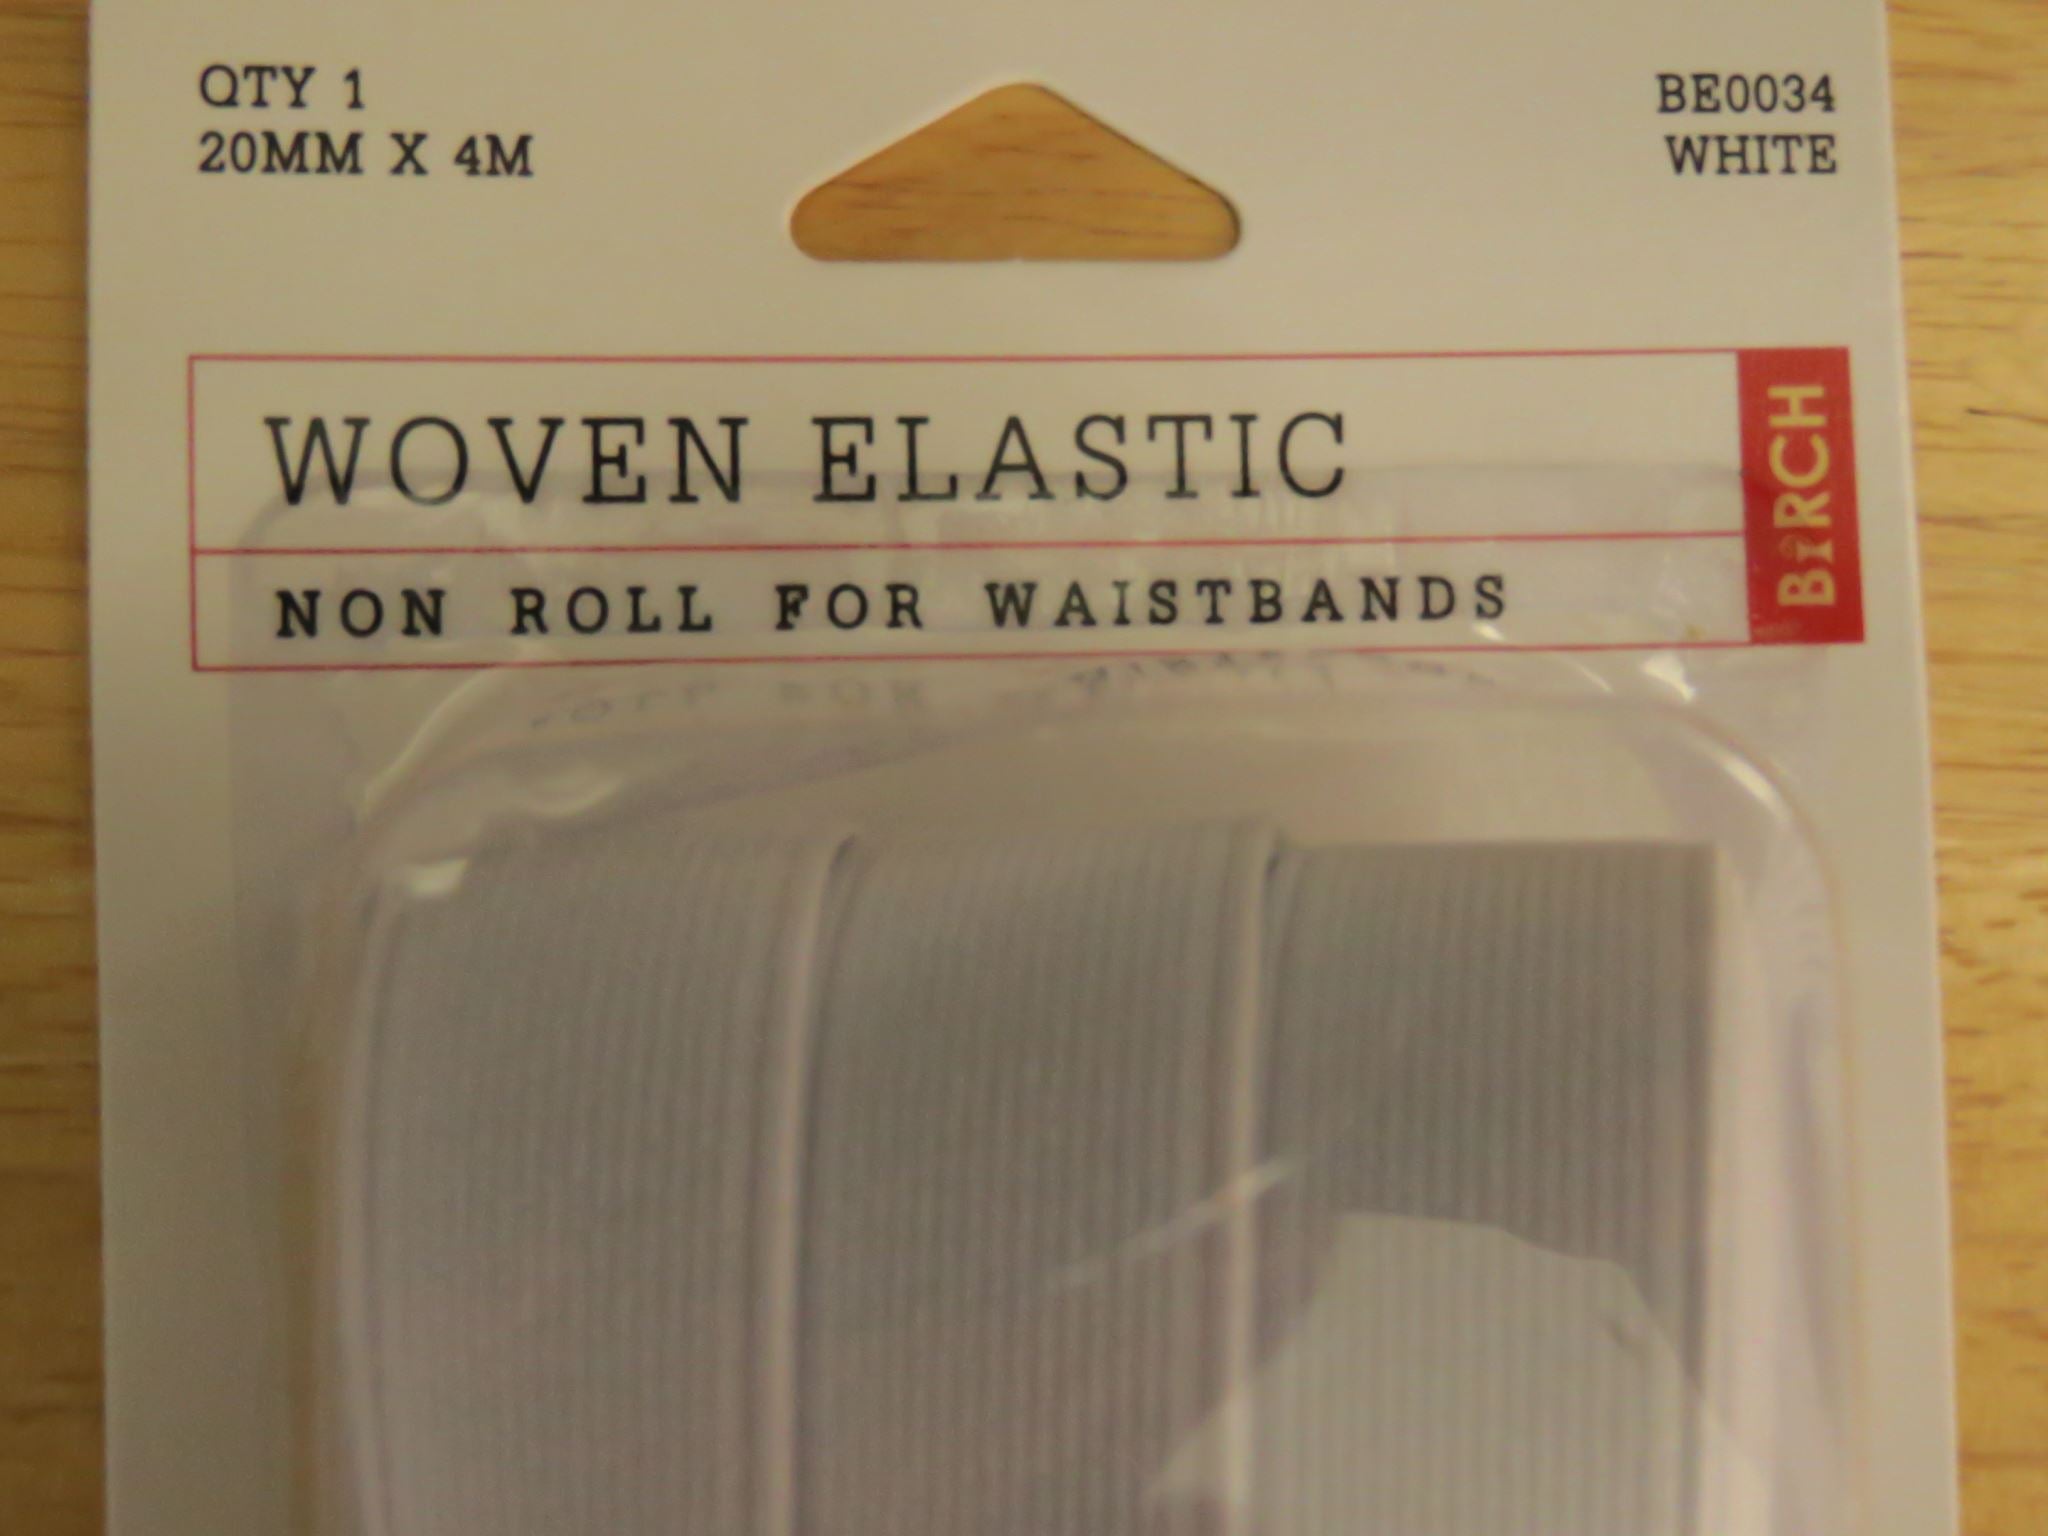 QTY 1
20MM X 4M
BE0034
WHITE
WOVEN ELASTIC
BIRCH
NON ROLL FOR WAISTBANDS